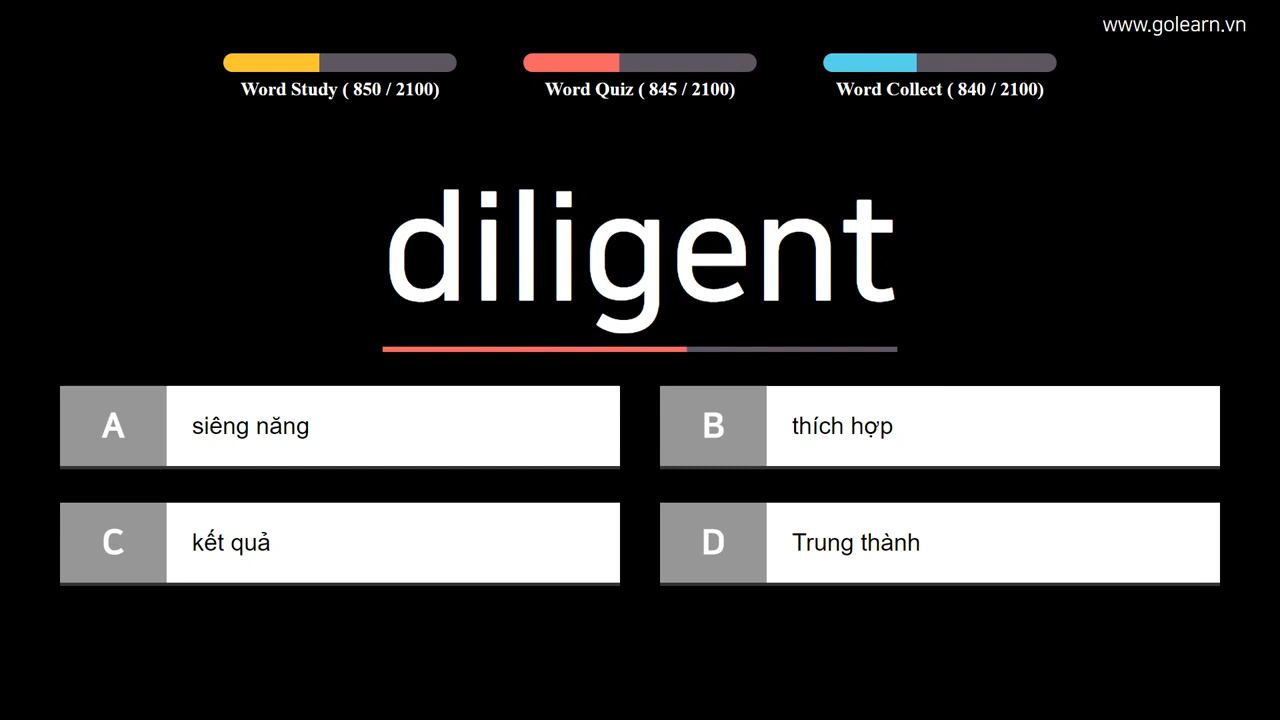 www.golearn.vn
Word Study ( 850 / 2100)
Word Quiz ( 845 / 2100)
Word Collect ( 840 / 2100)
diligent
A siêng năng
B thích hợp
C kết quả
D Trung thành